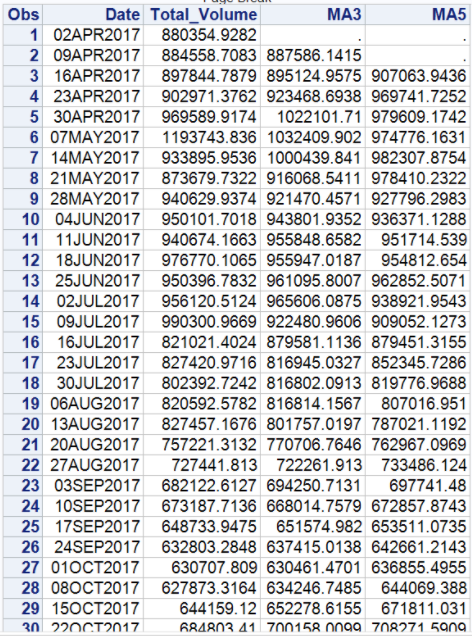 Obs Date Total_Volume MA3 MA5
1 02APR2017 880354.9282 . .
2 09APR2017 884558.7083 887586.1415 .
3 16APR2017 897844.7879 895124.9575 907063.9436
4 23APR2017 902971.3762 923468.6938 969741.7252
5 30APR2017 969589.9174 1022101.71 979609.1742
6 07MAY2017 1193743.836 1032409.902 974776.1631
7 14MAY2017 933895.9536 1000439.841 982307.8754
8 21MAY2017 873679.7322 916068.5411 978410.2322
9 28MAY2017 940629.9374 921470.4571 927796.2983
10 04JUN2017 950101.7018 943801.9352 936371.1288
11 11JUN2017 940674.1663 955848.6582 951714.539
12 18JUN2017 976770.1065 955947.0187 954812.654
13 25JUN2017 950396.7832 961095.8007 962852.5071
14 02JUL2017 956120.5124 965606.0875 938921.9543
15 09JUL2017 990300.9669 922480.9606 909052.1273
16 16JUL2017 821021.4024 879581.1136 879451.3155
17 23JUL2017 827420.9716 816945.0327 852345.7286
18 30JUL2017 802392.7242 816802.0913 819776.9688
19 06AUG2017 820592.5782 816814.1567 807016.951
20 13AUG2017 827457.1676 801757.0197 787021.1192
21 20AUG2017 757221.3132 770706.7646 762967.0969
22 27AUG2017 727441.813 722261.913 733486.124
23 03SEP2017 682122.6127 694250.7131 697741.48
24 10SEP2017 673187.7136 668014.7579 672857.8743
25 17SEP2017 648733.9475 651574.982 653511.0735
26 24SEP2017 632803.2848 637415.0138 642661.2143
27 01OCT2017 630707.809 630461.4701 636855.4955
28 08OCT2017 627873.3164 634246.7485 644069.388
29 15OCT2017 644159.12 652278.6155 671811.031
30 22OCT2017 684803.41 700158.0099 708271.5909